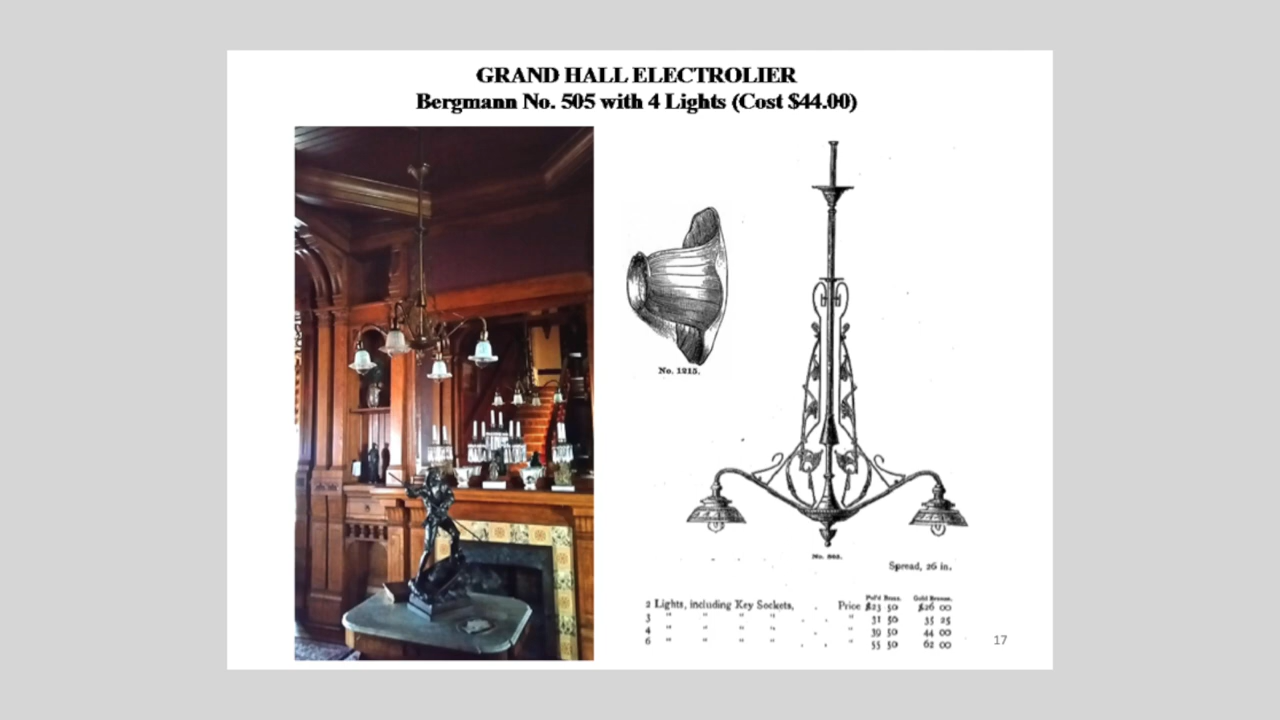 GRAND HALL ELECTROLIER
Bergmann No. 505 with 4 Lights (Cost $44.00)
No. 1215.
No. 505.
Spread, 26 in.
Pol'd Brass. Gold Bronze.
2 Lights, including Key Sockets, . Price $23 50 $26 00
3 " " " " . . " 31 50 35 25
4 " " " " . " 39 50 44 00
6 " " " " . . " 55 50 62 00
17